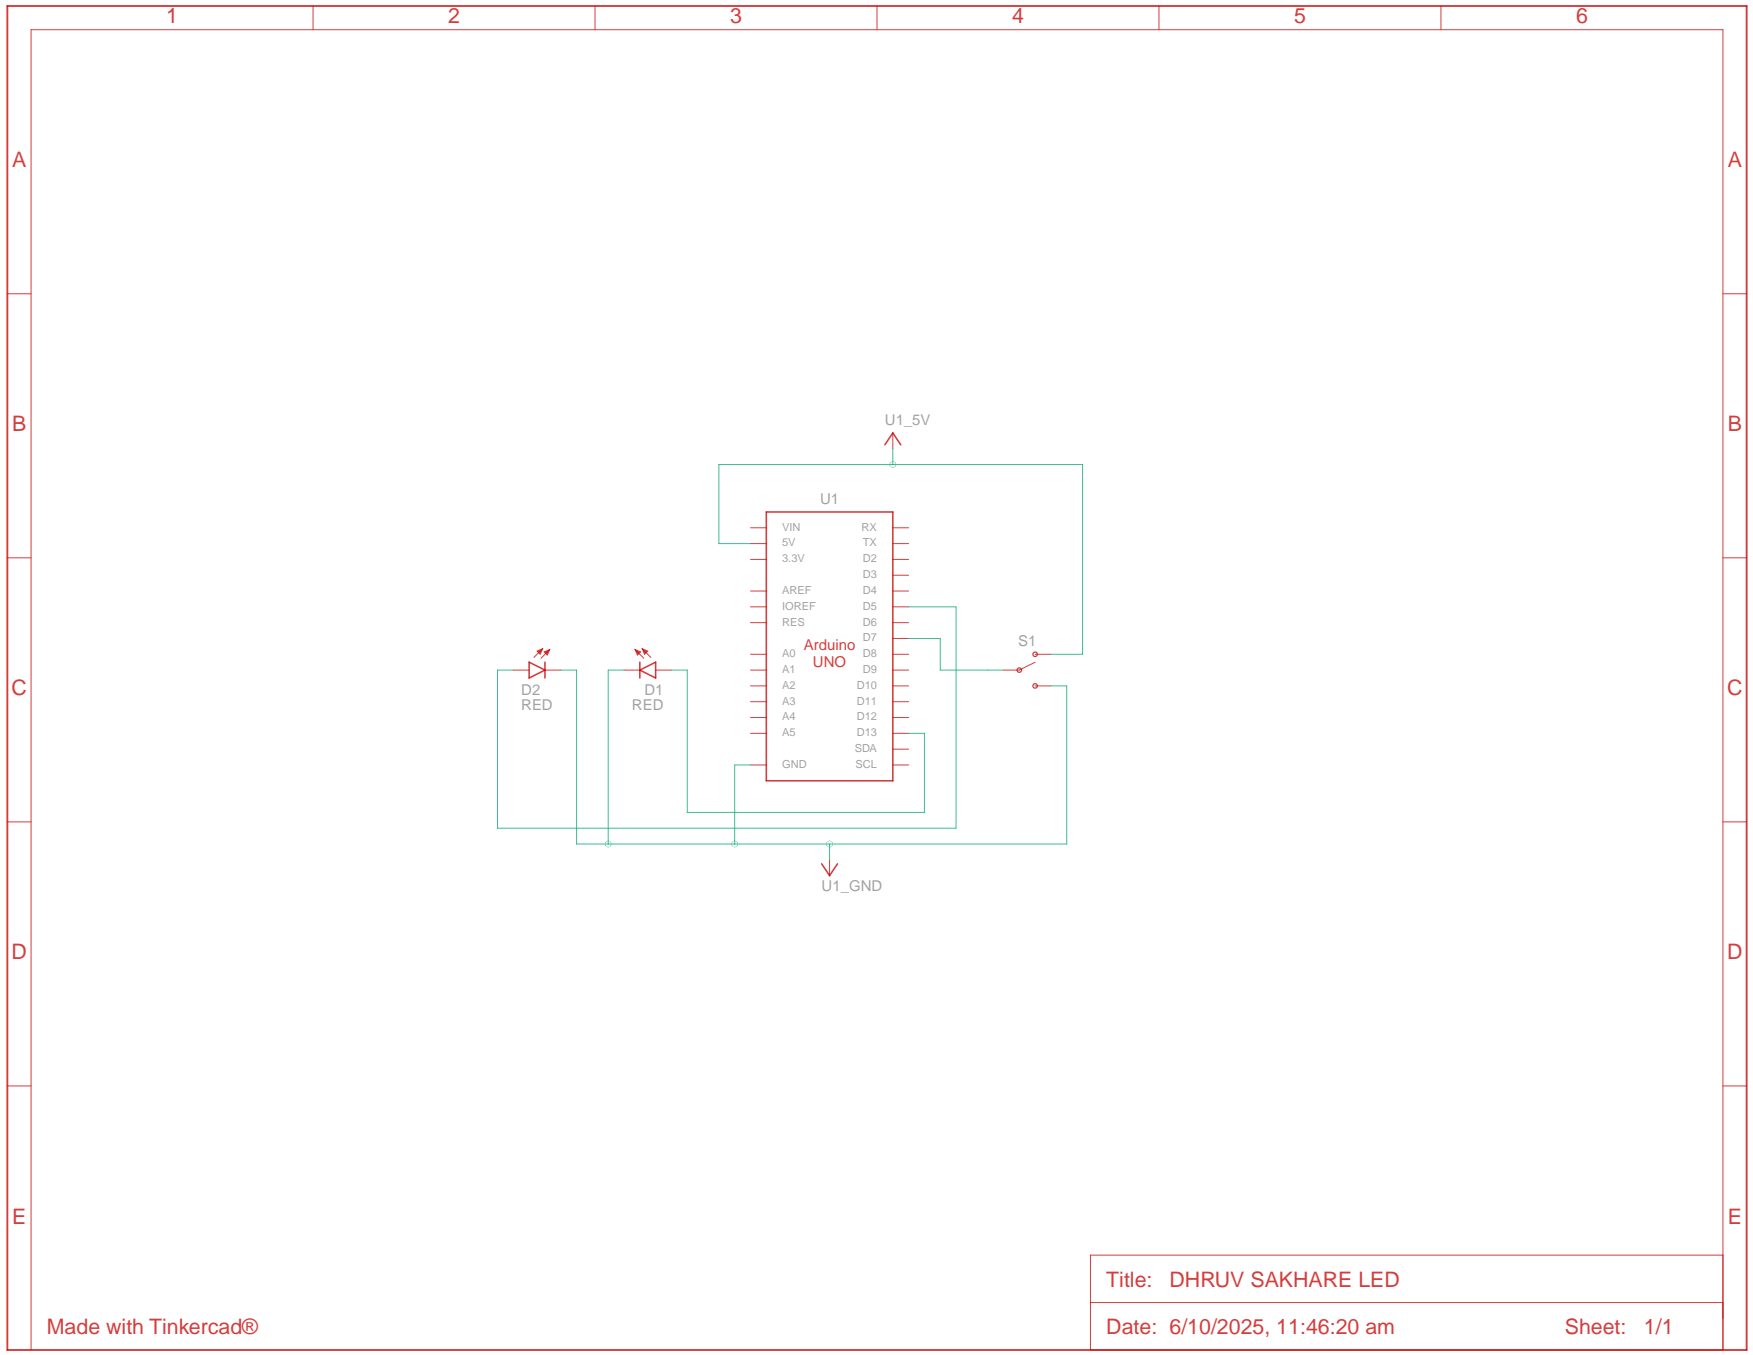 1 2 3 4 5 6
A A
B B
C C
D D
E E
U1_5V
U1
VIN RX
5V TX
3.3V D2
D3
AREF D4
IOREF D5
RES D6
D7
Arduino
UNO
A0 D8
A1 D9
A2 D10
A3 D11
A4 D12
A5 D13
SDA
GND SCL
S1
D2
RED
D1
RED
U1_GND
Title: DHRUV SAKHARE LED
Date: 6/10/2025, 11:46:20 am Sheet: 1/1
Made with Tinkercad®